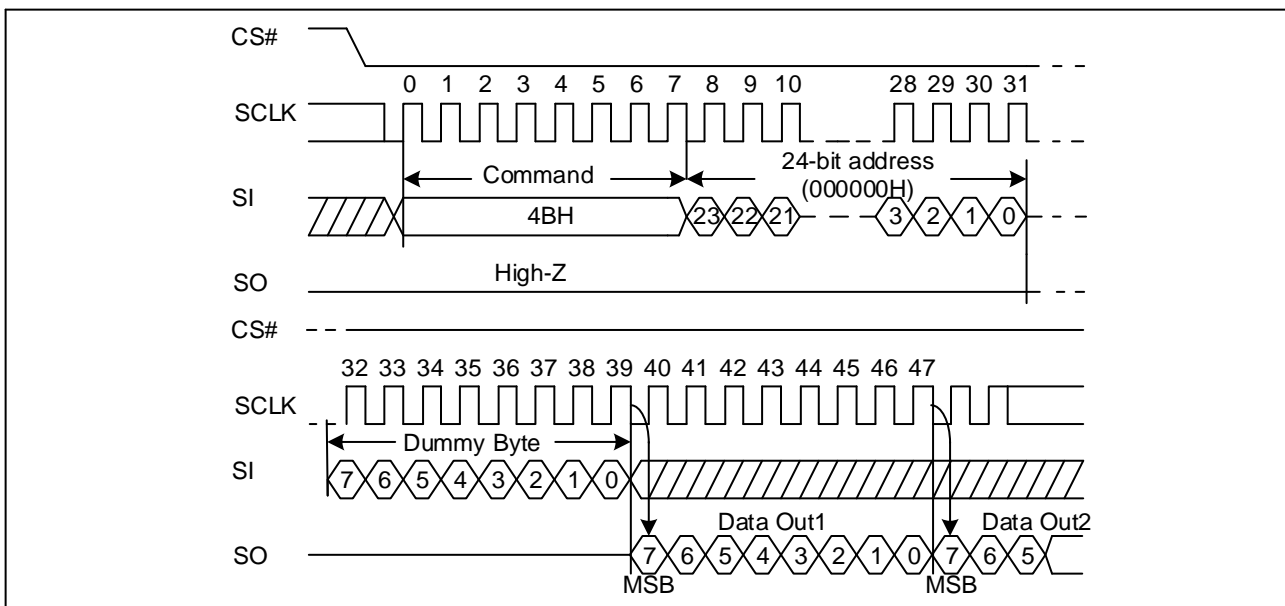 CS#
0 1 2 3 4 5 6 7 8 9 10 28 29 30 31
SCLK
Command
24-bit address
(000000H)
SI
4BH
23 22 21 3 2 1 0
High-Z
SO
CS#
32 33 34 35 36 37 38 39 40 41 42 43 44 45 46 47
SCLK
Dummy Byte
SI
7 6 5 4 3 2 1 0
Data Out1 Data Out2
SO
7 6 5 4 3 2 1 0 7 6 5
MSB MSB